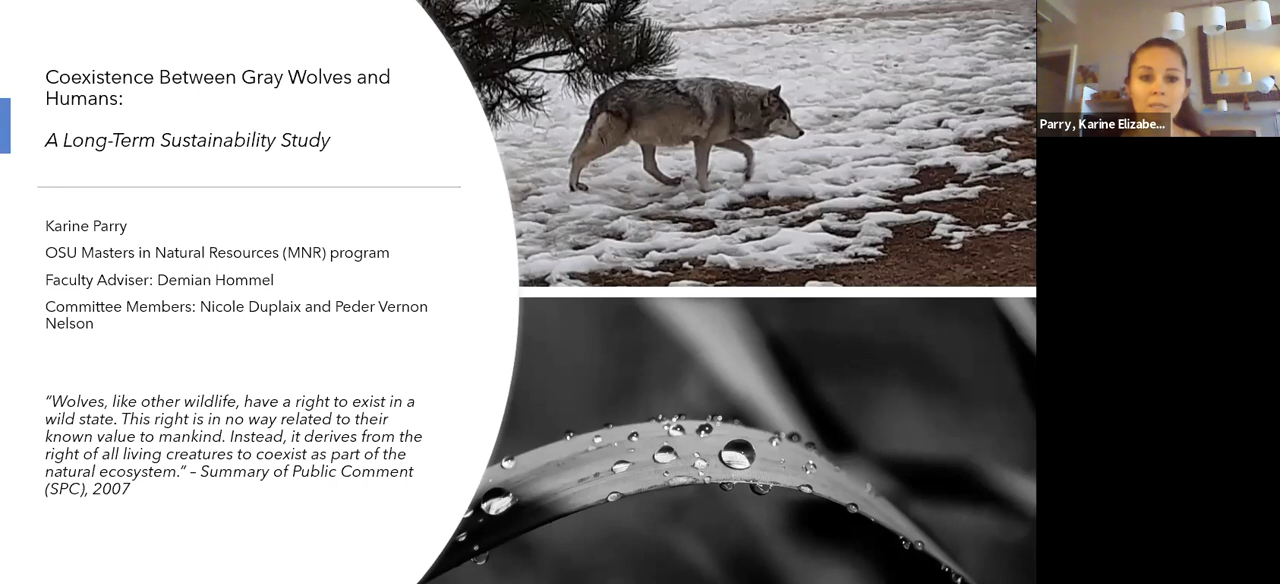 Coexistence Between Gray Wolves and
Humans:
A Long-Term Sustainability Study
Karine Parry
OSU Masters in Natural Resources (MNR) program
Faculty Adviser: Demian Hommel
Committee Members: Nicole Duplaix and Peder Vernon
Nelson
“Wolves, like other wildlife, have a right to exist in a
wild state. This right is in no way related to their
known value to mankind. Instead, it derives from the
right of all living creatures to coexist as part of the
natural ecosystem.” – Summary of Public Comment
(SPC), 2007
Parry, Karine Elizabe...